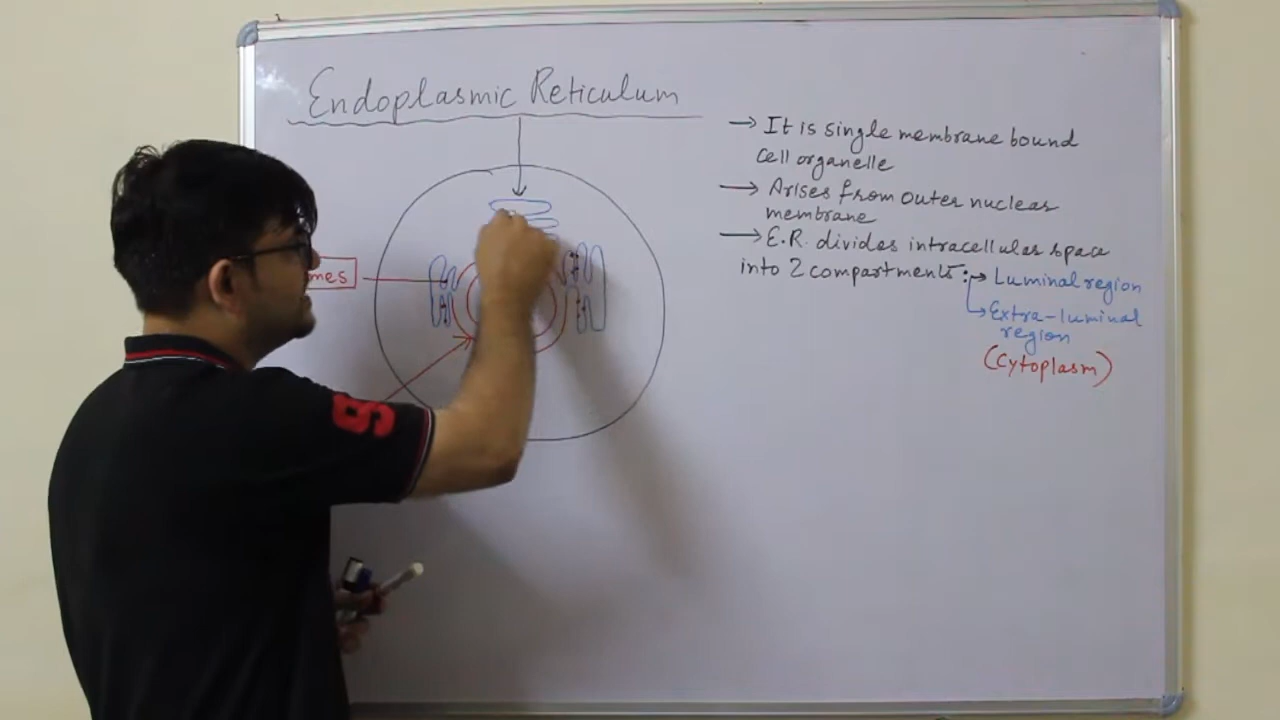 Endoplasmic Reticulum
→ It is single membrane bound
cell organelle
→ Arises from outer nuclear
membrane
→ E.R. divides intracellular space
into 2 compartments: → Luminal region
→ Extra-luminal
region
(Cytoplasm)
9